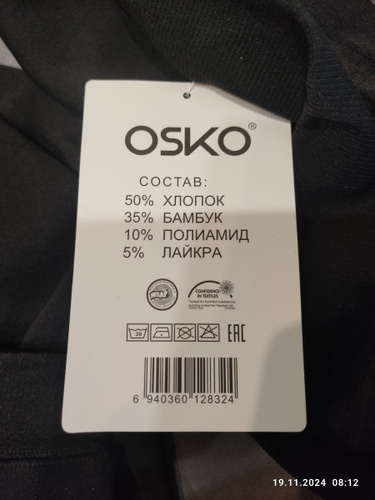 OSKO®
СОСТАВ:
50% ХЛОПОК
35% БАМБУК
10% ПОЛИАМИД
5% ЛАЙКРА
CONFIDENCE
IN TEXTILES
30
EAC
6 940360 128324
19.11.2024 08:12